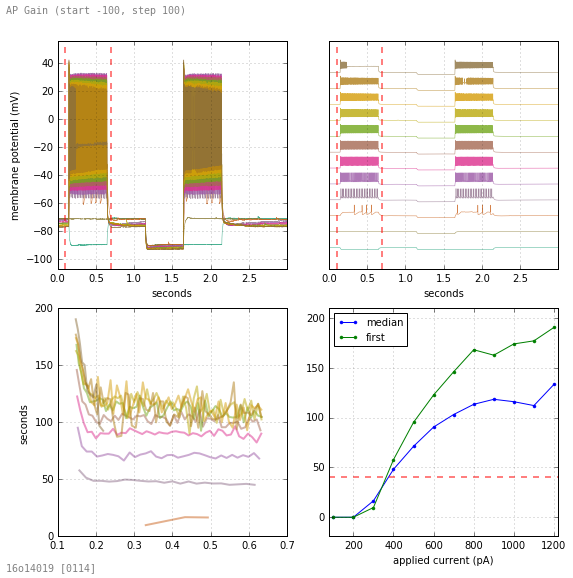 AP Gain (start -100, step 100)
membrane potential (mV)
40
20
0
−20
−40
−60
−80
−100
0.0 0.5 1.0 1.5 2.0 2.5
seconds
0.0 0.5 1.0 1.5 2.0 2.5
seconds
seconds
200
150
100
50
0
0.1 0.2 0.3 0.4 0.5 0.6 0.7
median
first
200
150
100
50
0
200 400 600 800 1000 1200
applied current (pA)
16o14019 [0114]